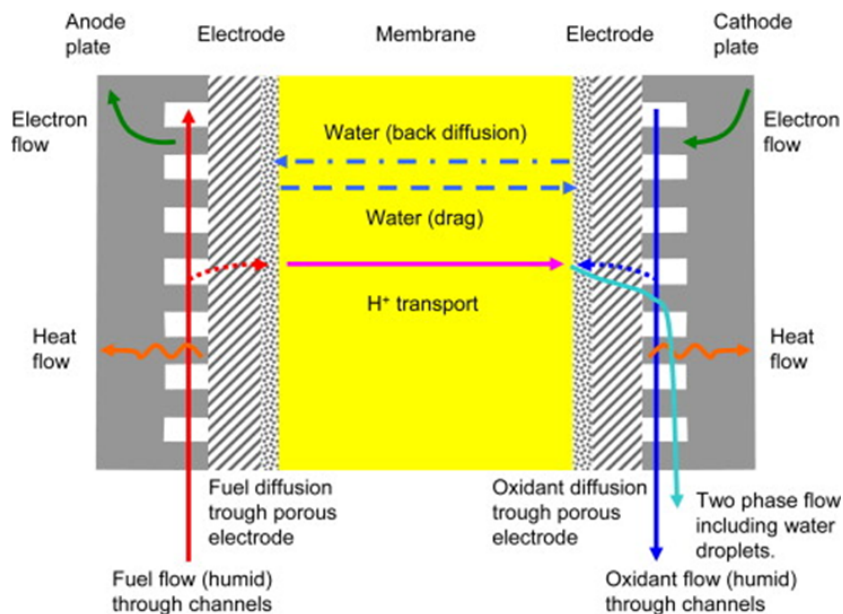 Anode
plate
Electrode
Membrane
Electrode
Cathode
plate
Electron
flow
Water (back diffusion)
Electron
flow
Water (drag)
H⁺ transport
Heat
flow
Heat
flow
Fuel diffusion
trough porous
electrode
Oxidant diffusion
trough porous
electrode
Two phase flow
including water
droplets.
Fuel flow (humid)
through channels
Oxidant flow (humid)
through channels